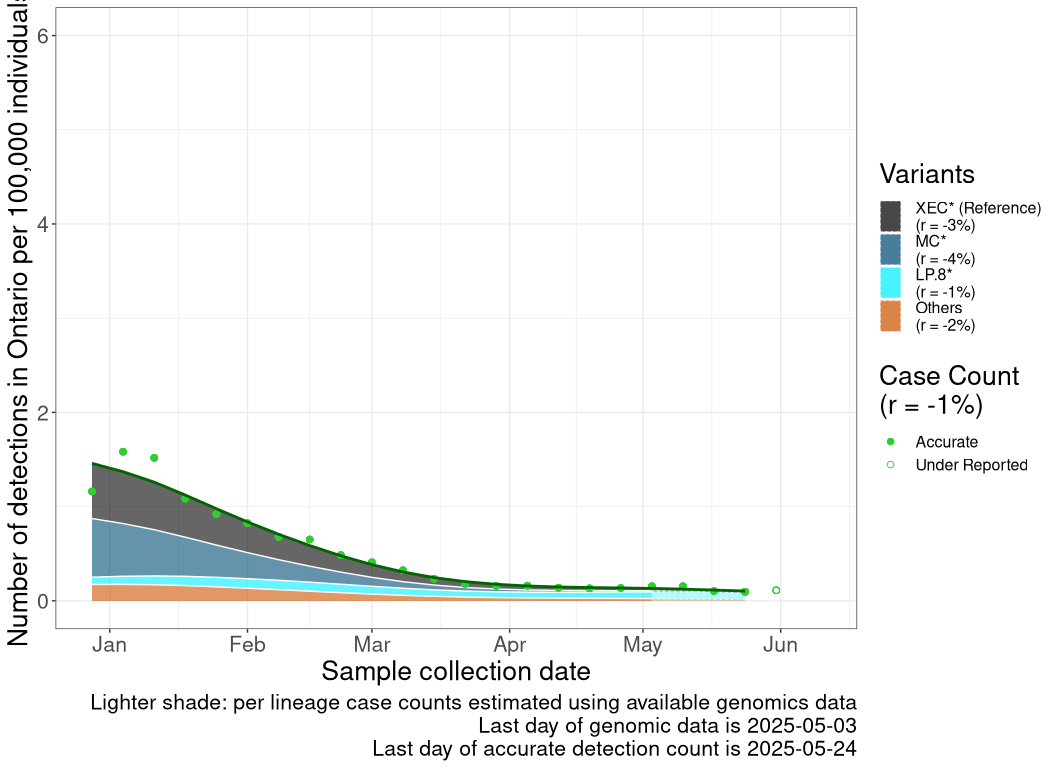 Number of detections in Ontario per 100,000 individuals
6
4
2
0
Jan Feb Mar Apr May Jun
Sample collection date
Variants
XEC* (Reference)
(r = -3%)
MC*
(r = -4%)
LP.8*
(r = -1%)
Others
(r = -2%)
Case Count
(r = -1%)
Accurate
Under Reported
Lighter shade: per lineage case counts estimated using available genomics data
Last day of genomic data is 2025-05-03
Last day of accurate detection count is 2025-05-24